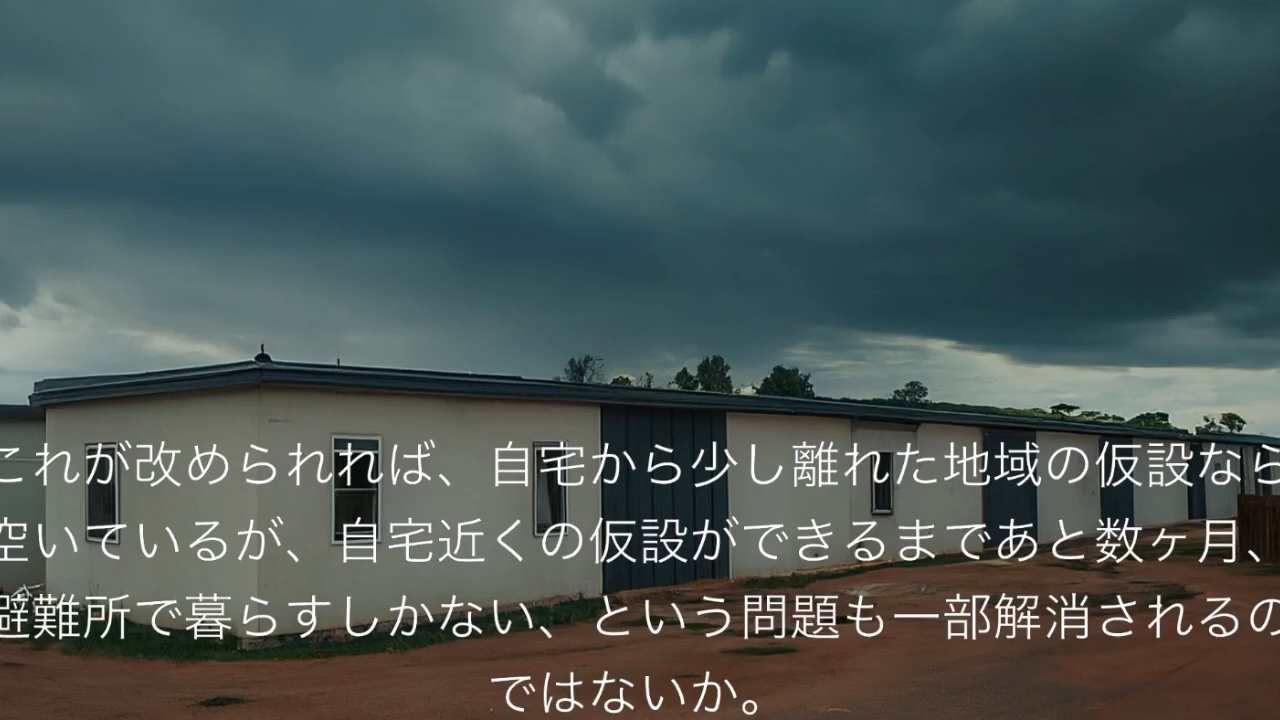 これが改められれば、自宅から少し離れた地域の仮設なら
空いているが、自宅近くの仮設ができるまであと数ヶ月、
避難所で暮らすしかない、という問題も一部解消されるの
ではないか。